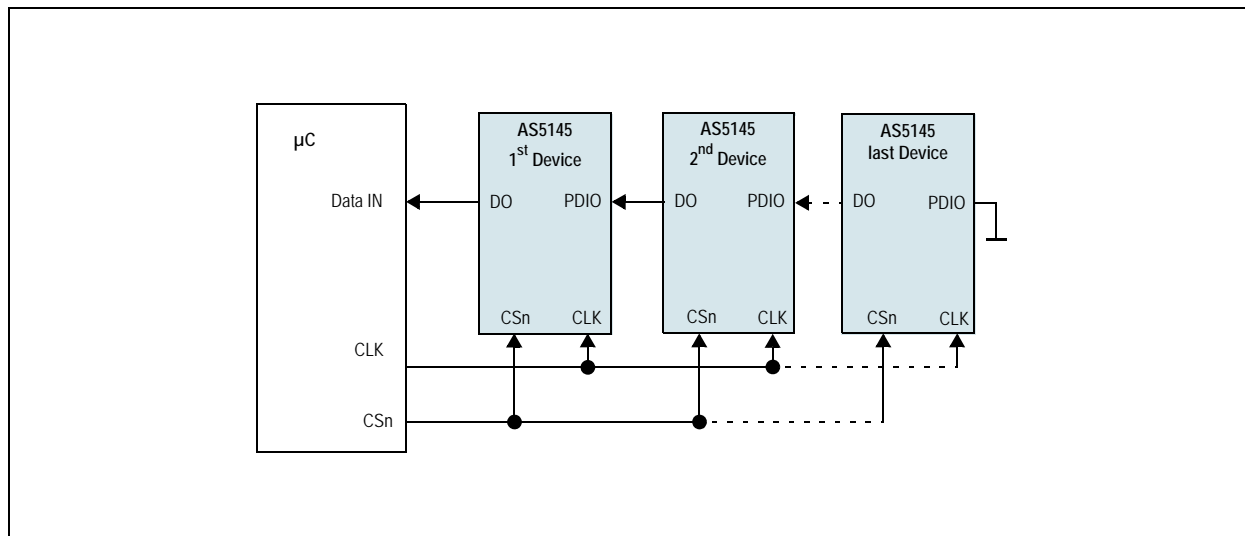 µC
Data IN
CLK
CSn
AS5145
1st Device
DO PDIO
CSn CLK
AS5145
2nd Device
DO PDIO
CSn CLK
AS5145
last Device
DO PDIO
CSn CLK